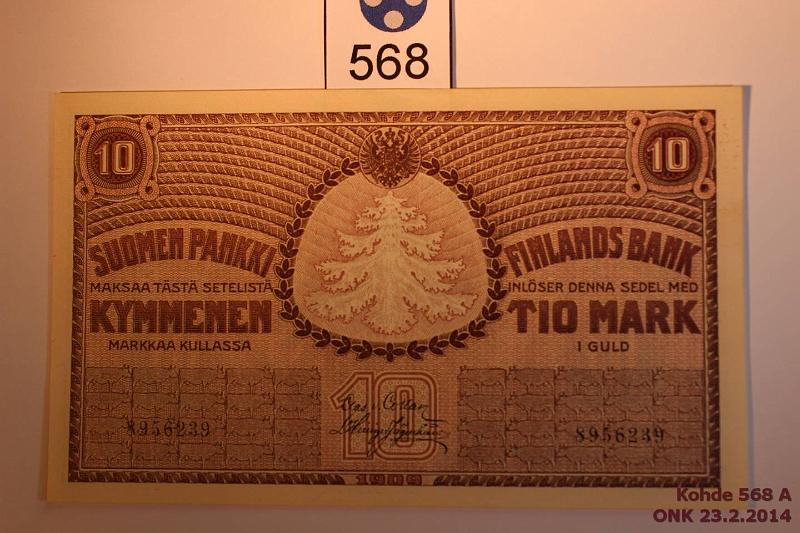 568
10
10
SUOMEN PANKKI
MAKSAA TÄSTÄ SETELISTÄ
KYMMENEN
MARKKAA KULLASSA
FINLANDS BANK
INLÖSER DENNA SEDEL MED
TIO MARK
I GULD
10
8956239
8956239
1909
Kohde 568 A
ONK 23.2.2014